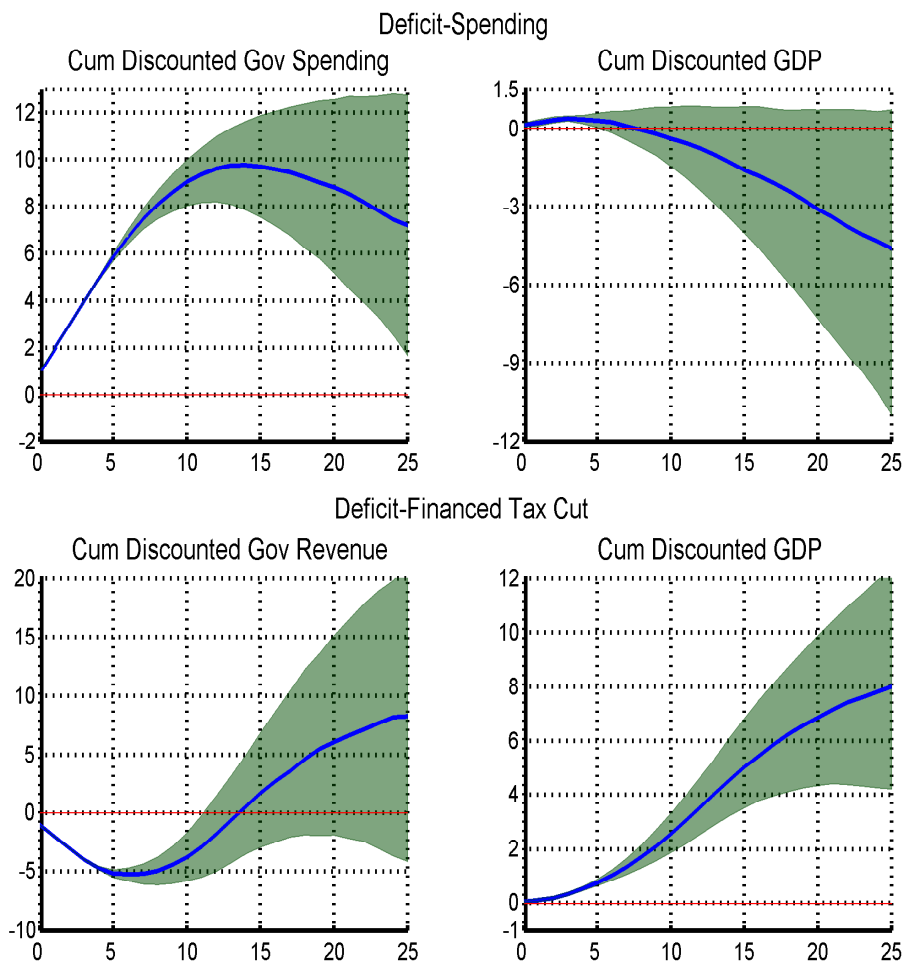 Deficit-Spending
Cum Discounted Gov Spending
12
10
8
6
4
2
0
-2
0 5 10 15 20 25
Cum Discounted GDP
1.5
0
-3
-6
-9
-12
0 5 10 15 20 25
Deficit-Financed Tax Cut
Cum Discounted Gov Revenue
20
15
10
5
0
-5
-10
0 5 10 15 20 25
Cum Discounted GDP
12
10
8
6
4
2
0
-1
0 5 10 15 20 25